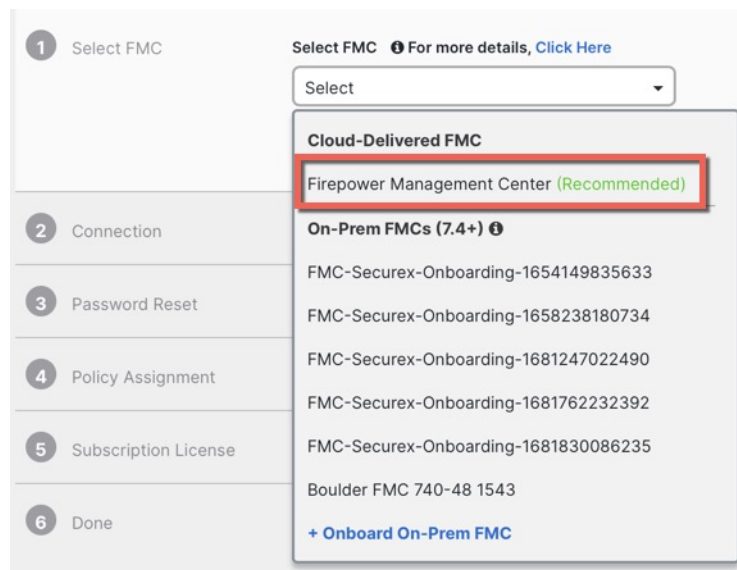 1 Select FMC
Select FMC For more details, Click Here
Select
Cloud-Delivered FMC
Firepower Management Center (Recommended)
On-Prem FMCs (7.4+)
FMC-Securex-Onboarding-1654149835633
FMC-Securex-Onboarding-1658238180734
FMC-Securex-Onboarding-1681247022490
FMC-Securex-Onboarding-1681762232392
FMC-Securex-Onboarding-1681830086235
Boulder FMC 740-48 1543
+ Onboard On-Prem FMC
2 Connection
3 Password Reset
4 Policy Assignment
5 Subscription License
6 Done